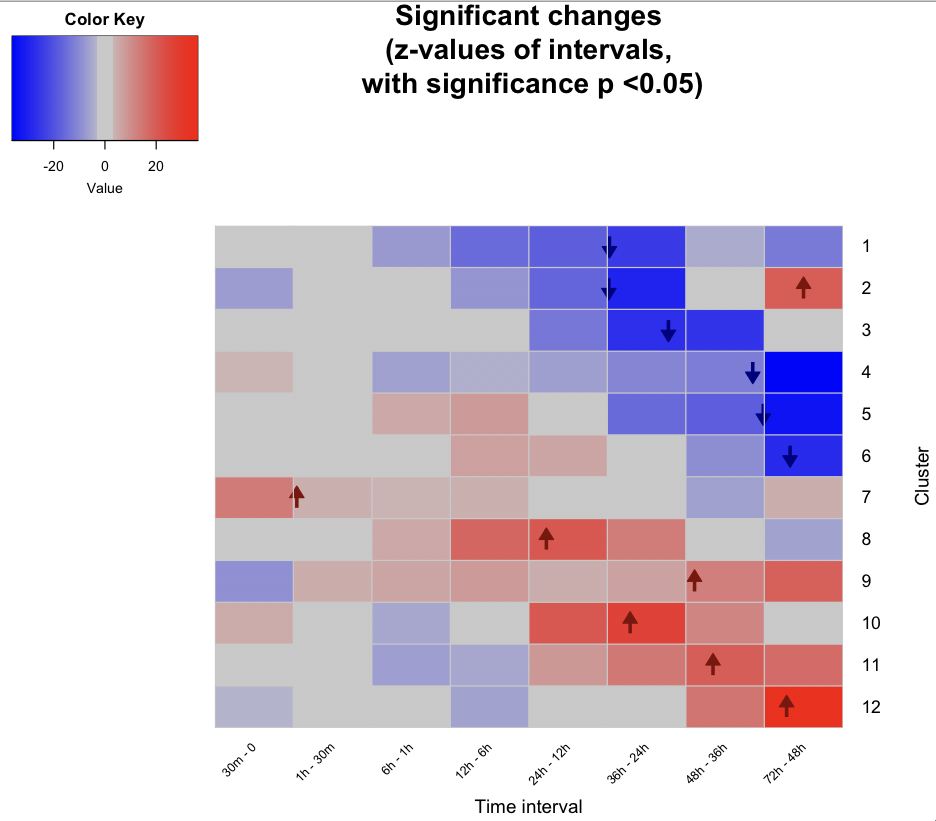 Color Key
-20 0 20
Value
Significant changes
(z-values of intervals,
with significance p <0.05)
1
2
3
4
5
6
7
8
9
10
11
12
Cluster
30m - 0
1h - 30m
6h - 1h
12h - 6h
24h - 12h
36h - 24h
48h - 36h
72h - 48h
Time interval